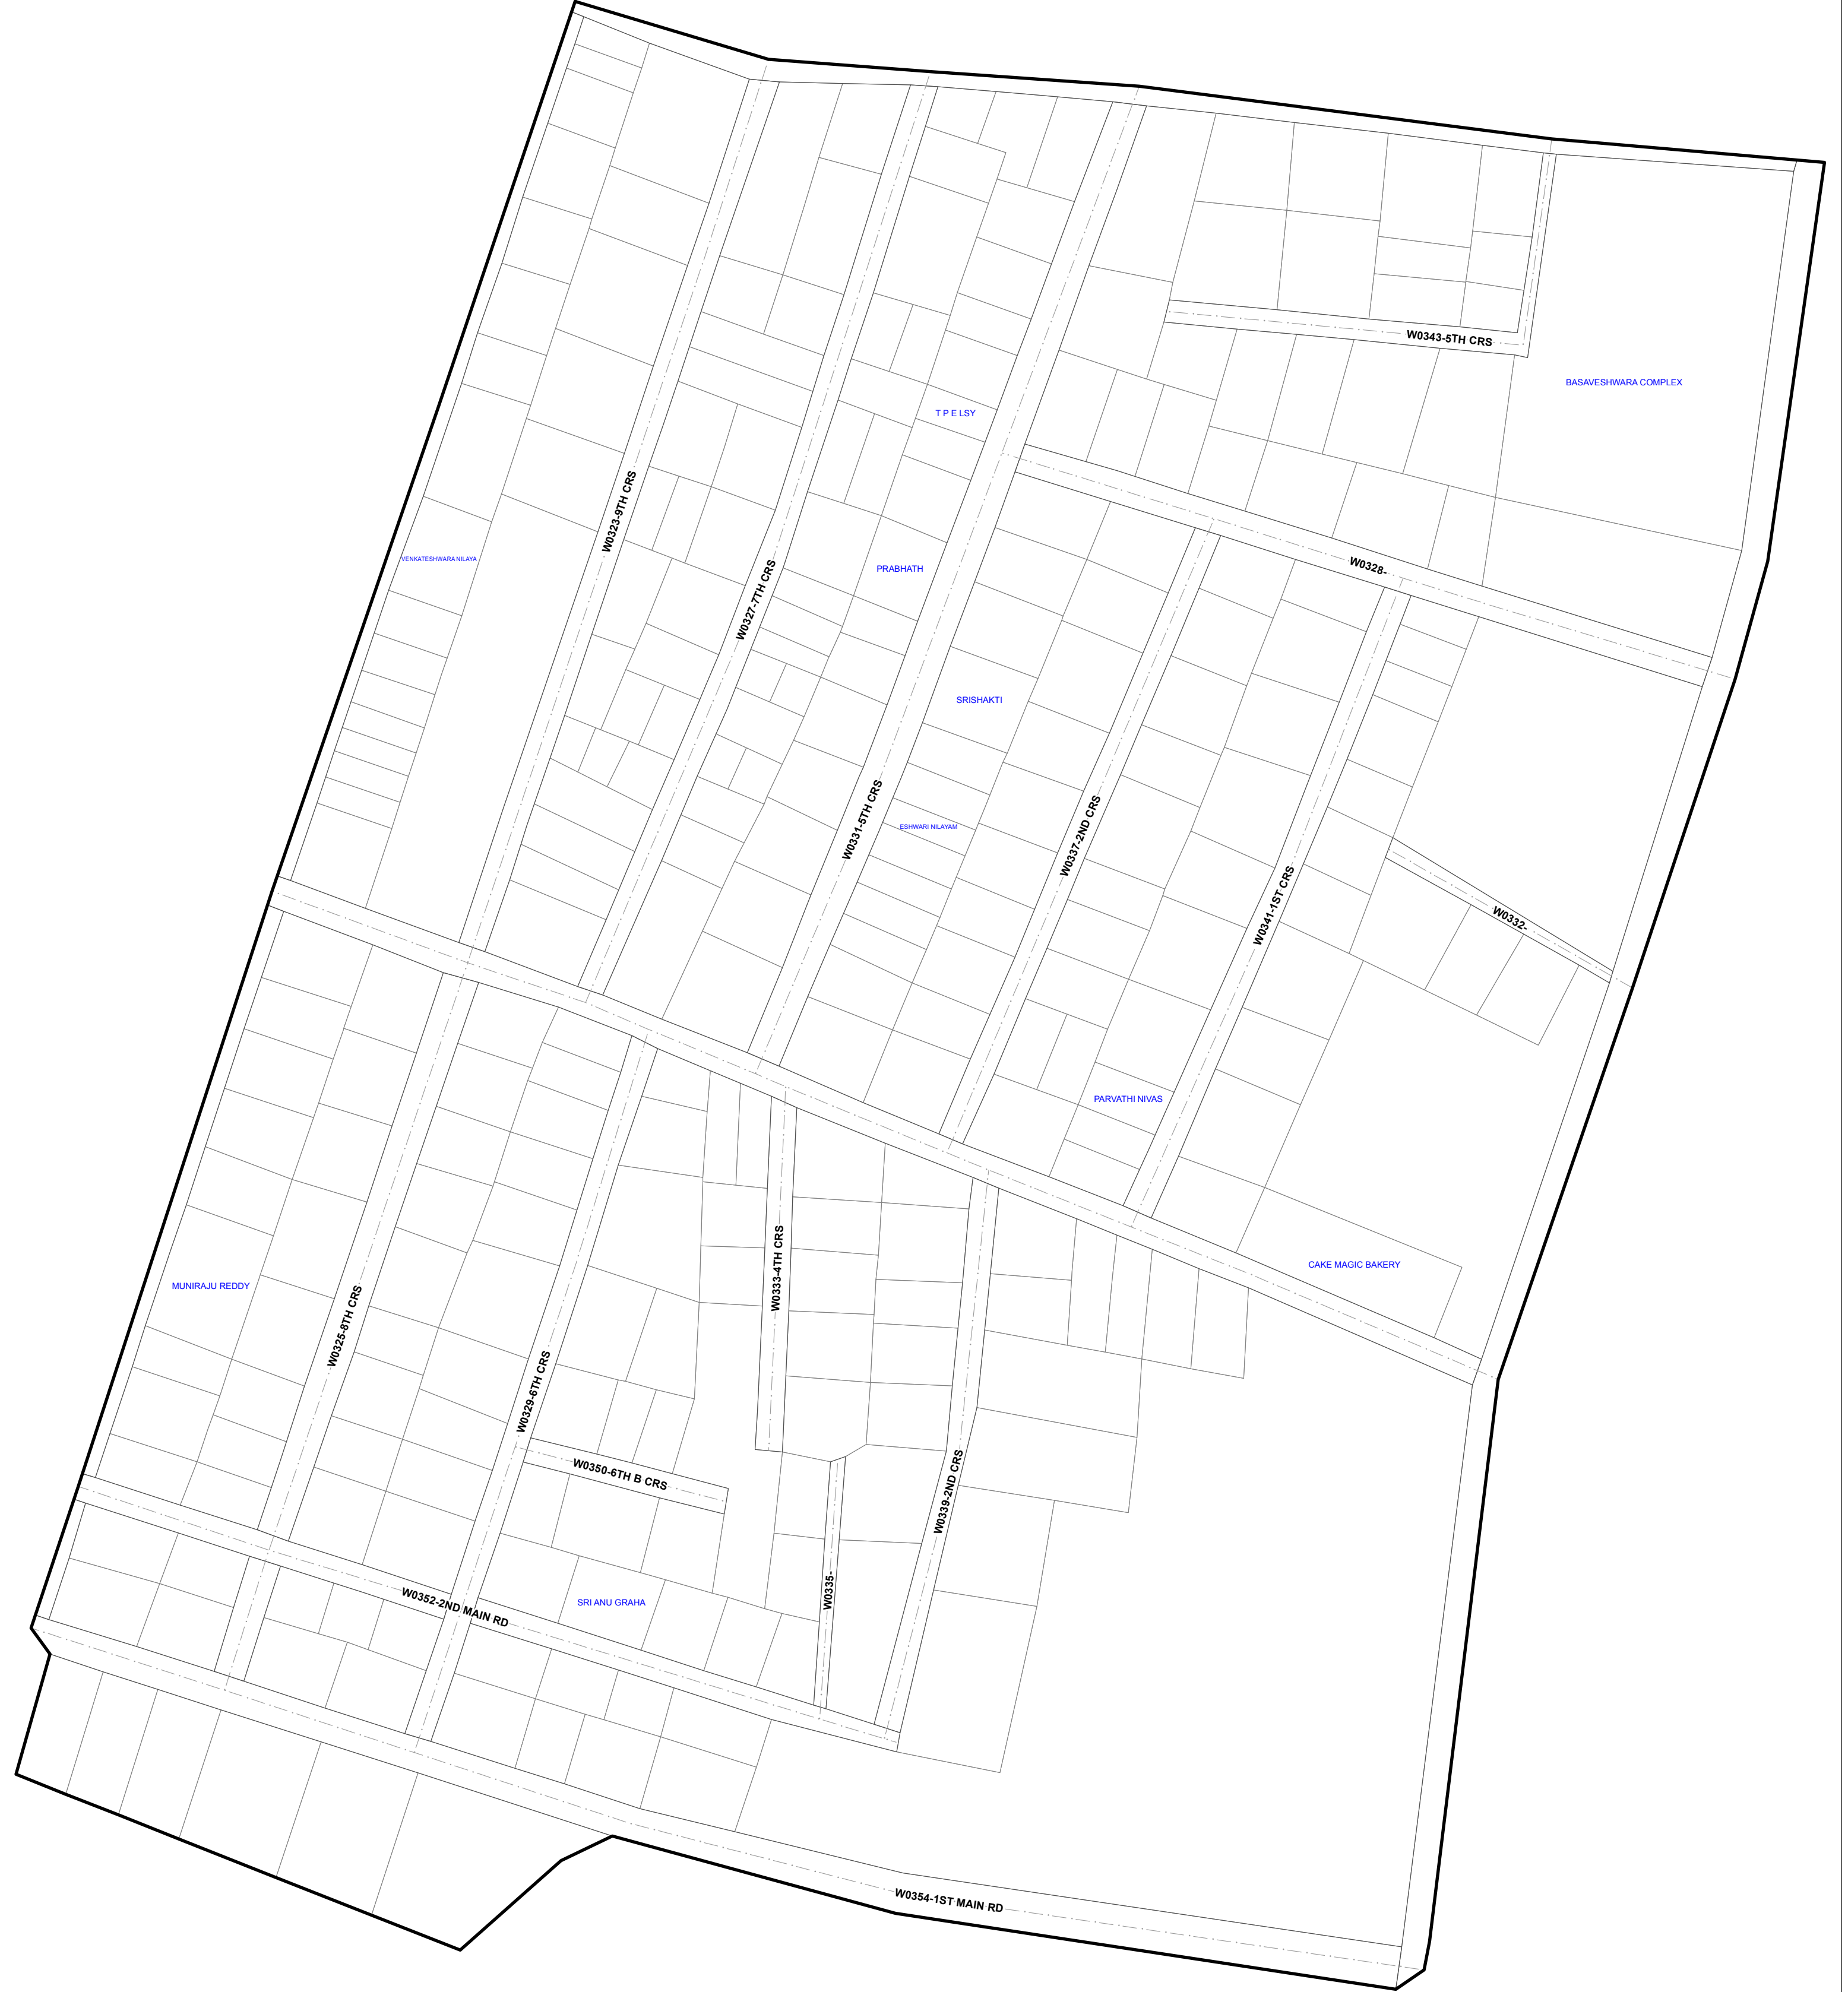 W0343-5TH CRS
BASAVESHWARA COMPLEX
T P E LSY
W0323-9TH CRS
VENKATESHWARA NILAYA
PRABHATH
W0328-
W0327-7TH CRS
SRISHAKTI
W0331-5TH CRS
ESHWARI NILAYAM
W0337-2ND CRS
W0341-1ST CRS
W0332-
PARVATHI NIVAS
CAKE MAGIC BAKERY
W0333-4TH CRS
MUNIRAJU REDDY
W0325-8TH CRS
W0329-6TH CRS
W0350-6TH B CRS
W0339-2ND CRS
W0335-
SRI ANU GRAHA
W0352-2ND MAIN RD
W0354-1ST MAIN RD